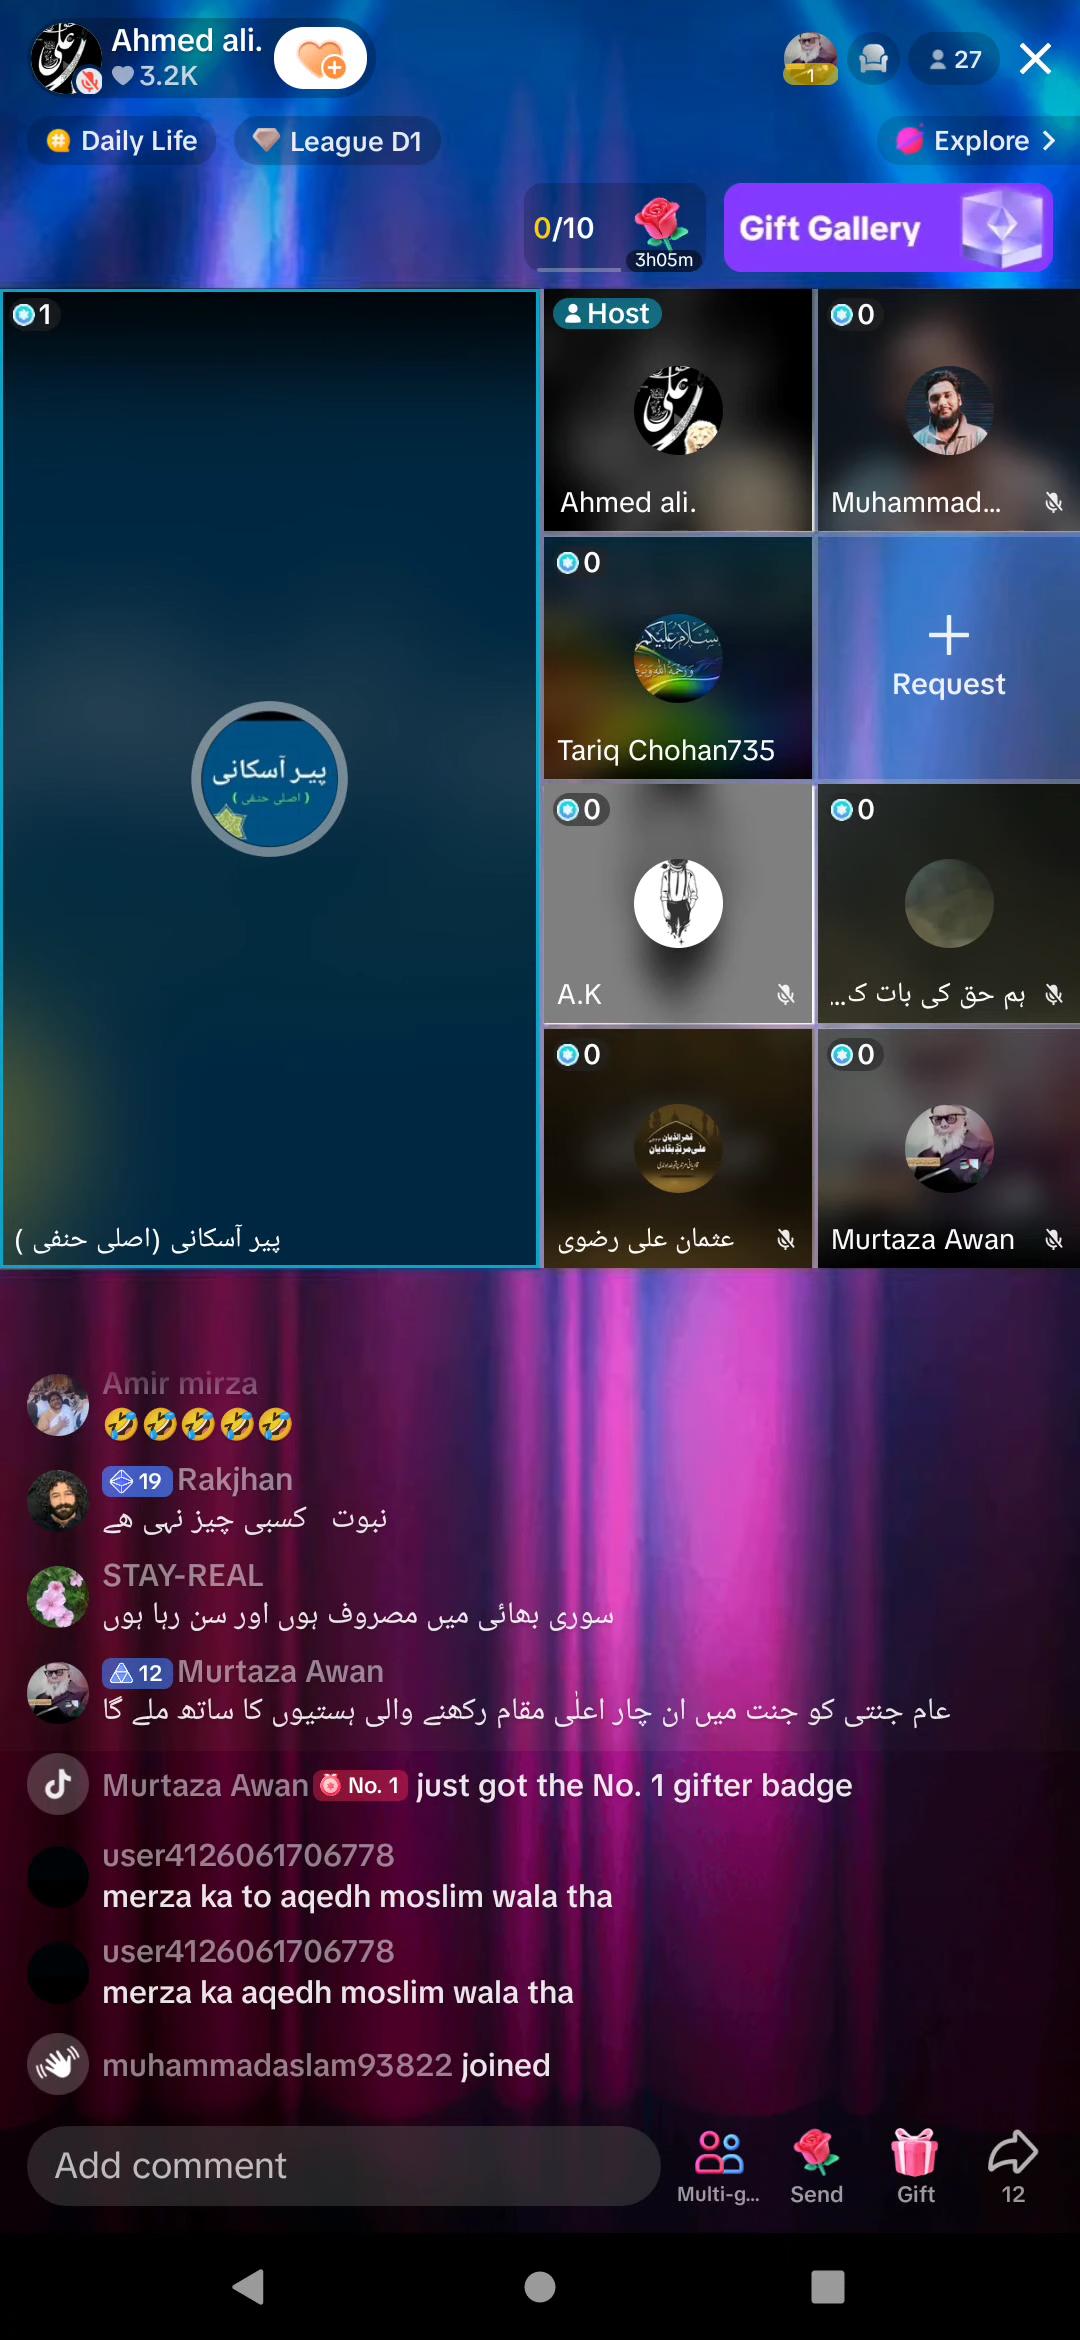 Ahmed ali.
3.2K
1
27
Daily Life
League D1
Explore
0/10
3h05m
Gift Gallery
1
پیر آسکانی
( اصلی حنفی )
پیر آسکانی (اصلی حنفی )
Host
Ahmed ali.
0
Muhammad...
0
Tariq Chohan735
Request
0
A.K
0
ہم حق کی بات ک...
0
عثمان علی رضوی
0
Murtaza Awan
Amir mirza
🤣🤣🤣🤣🤣
19 Rakjhan
نبوت کسبی چیز نہی ھے
STAY-REAL
سوری بھائی میں مصروف ہوں اور سن رہا ہوں
12 Murtaza Awan
عام جنتی کو جنت میں ان چار اعلٰی مقام رکھنے والی ہستیوں کا ساتھ ملے گا
Murtaza Awan No. 1 just got the No. 1 gifter badge
user4126061706778
merza ka to aqedh moslim wala tha
user4126061706778
merza ka aqedh moslim wala tha
muhammadaslam93822 joined
Add comment
Multi-g...
Send
Gift
12